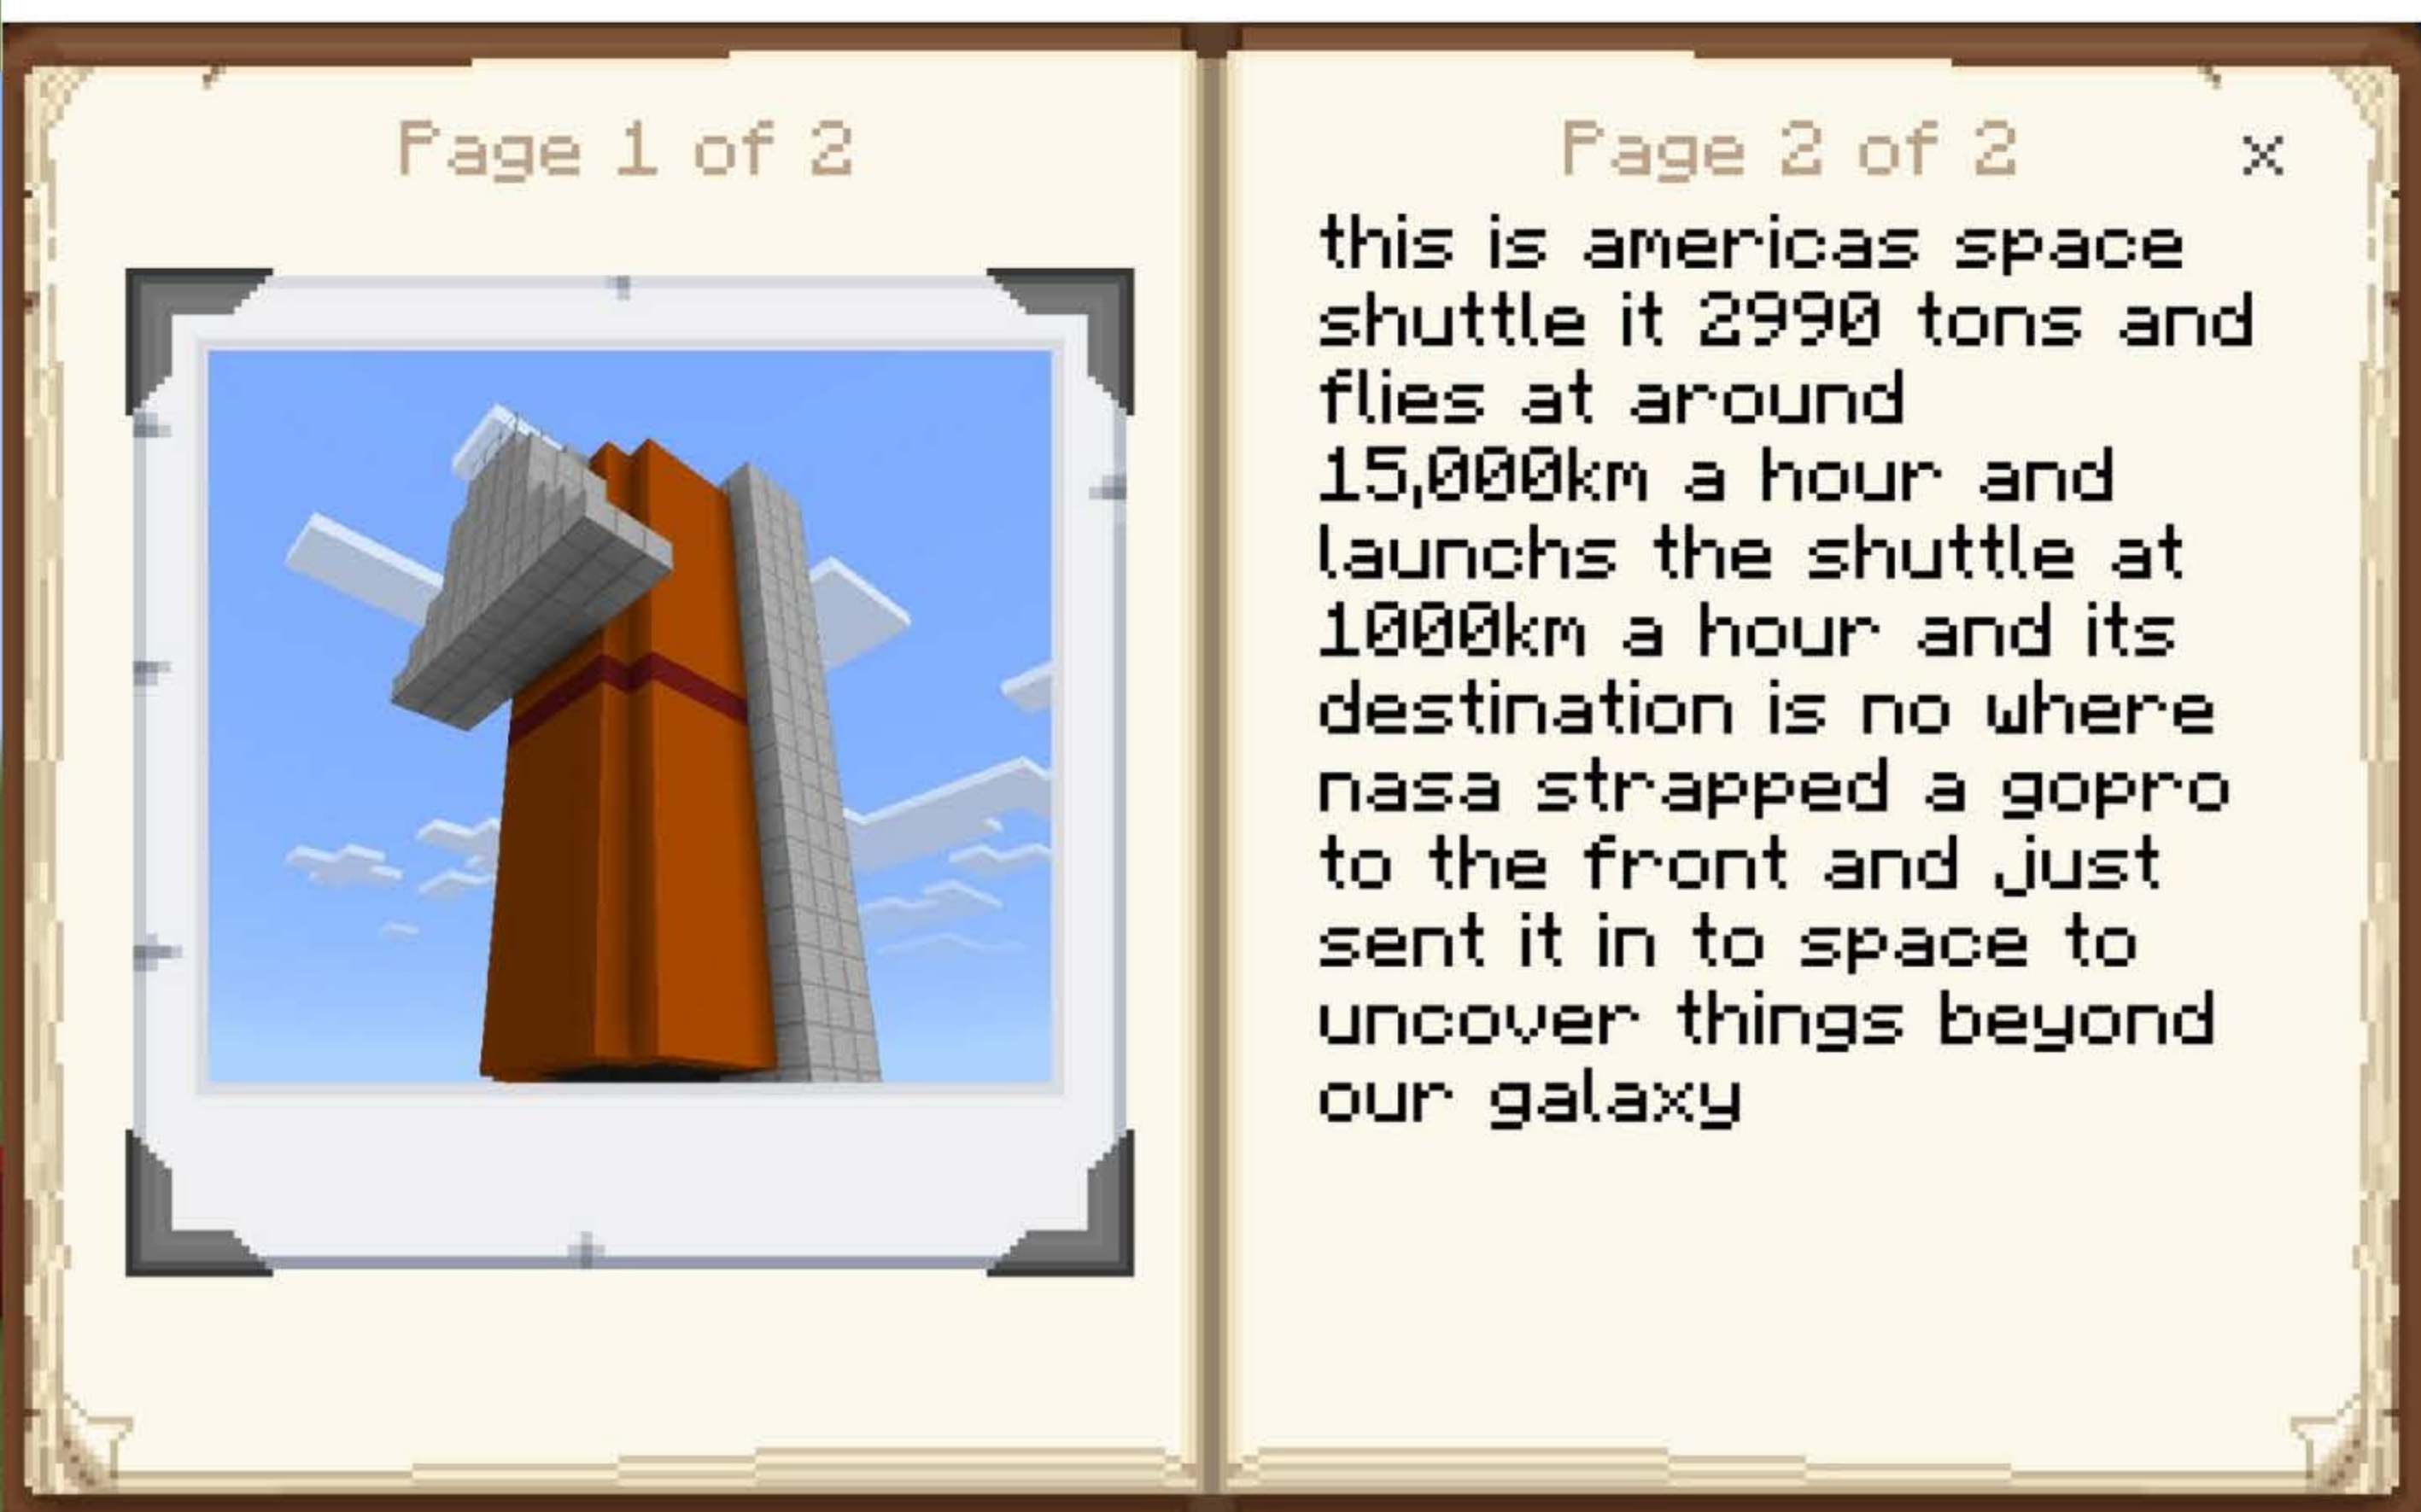 Page 1 of 2
Page 2 of 2
x
this is americas space
shuttle it 2990 tons and
flies at around
15,000km a hour and
launchs the shuttle at
1000km a hour and its
destination is no where
nasa strapped a gopro
to the front and just
sent it in to space to
uncover things beyond
our galaxy